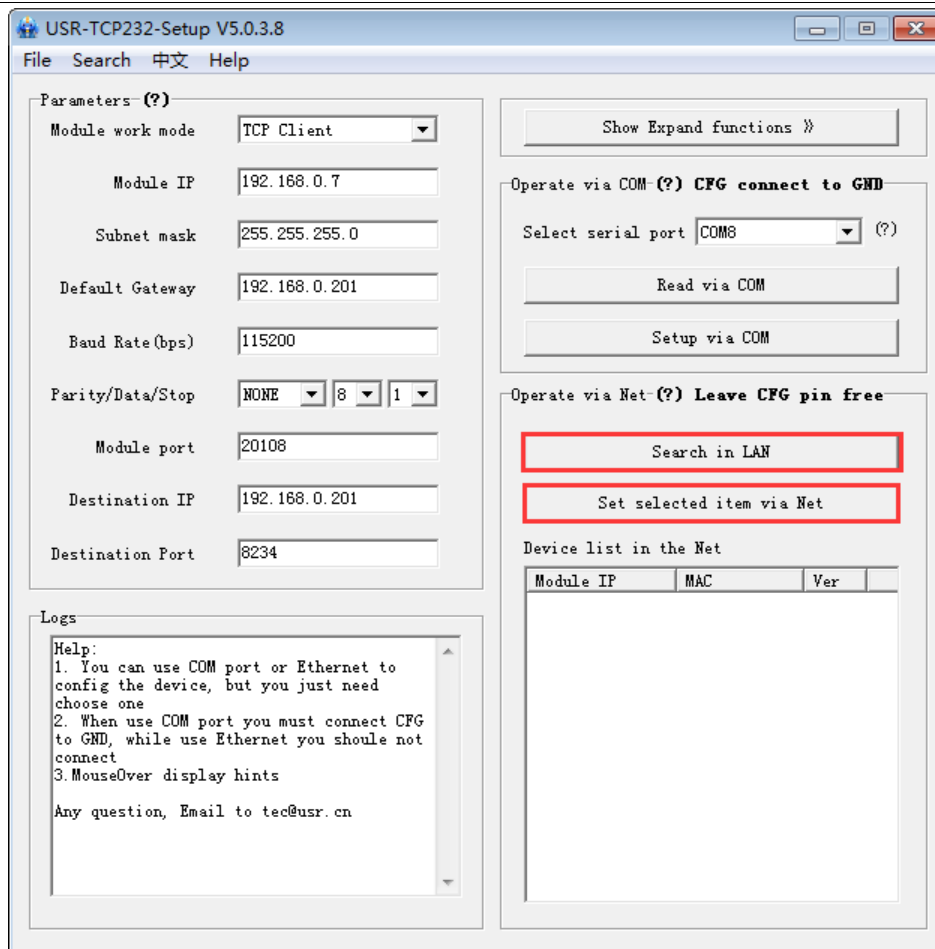 USR-TCP232-Setup V5.0.3.8
File Search 中文 Help
Parameters (?)
Module work mode TCP Client
Module IP 192.168.0.7
Subnet mask 255.255.255.0
Default Gateway 192.168.0.201
Baud Rate(bps) 115200
Parity/Data/Stop NONE 8 1
Module port 20108
Destination IP 192.168.0.201
Destination Port 8234
Logs
Help:
1. You can use COM port or Ethernet to
config the device, but you just need
choose one
2. When use COM port you must connect CFG
to GND, while use Ethernet you shoule not
connect
3.MouseOver display hints
Any question, Email to tec@usr.cn
Show Expand functions 》
Operate via COM-(?) CFG connect to GND
Select serial port COM8 (?)
Read via COM
Setup via COM
Operate via Net-(?) Leave CFG pin free
Search in LAN
Set selected item via Net
Device list in the Net
Module IP MAC Ver